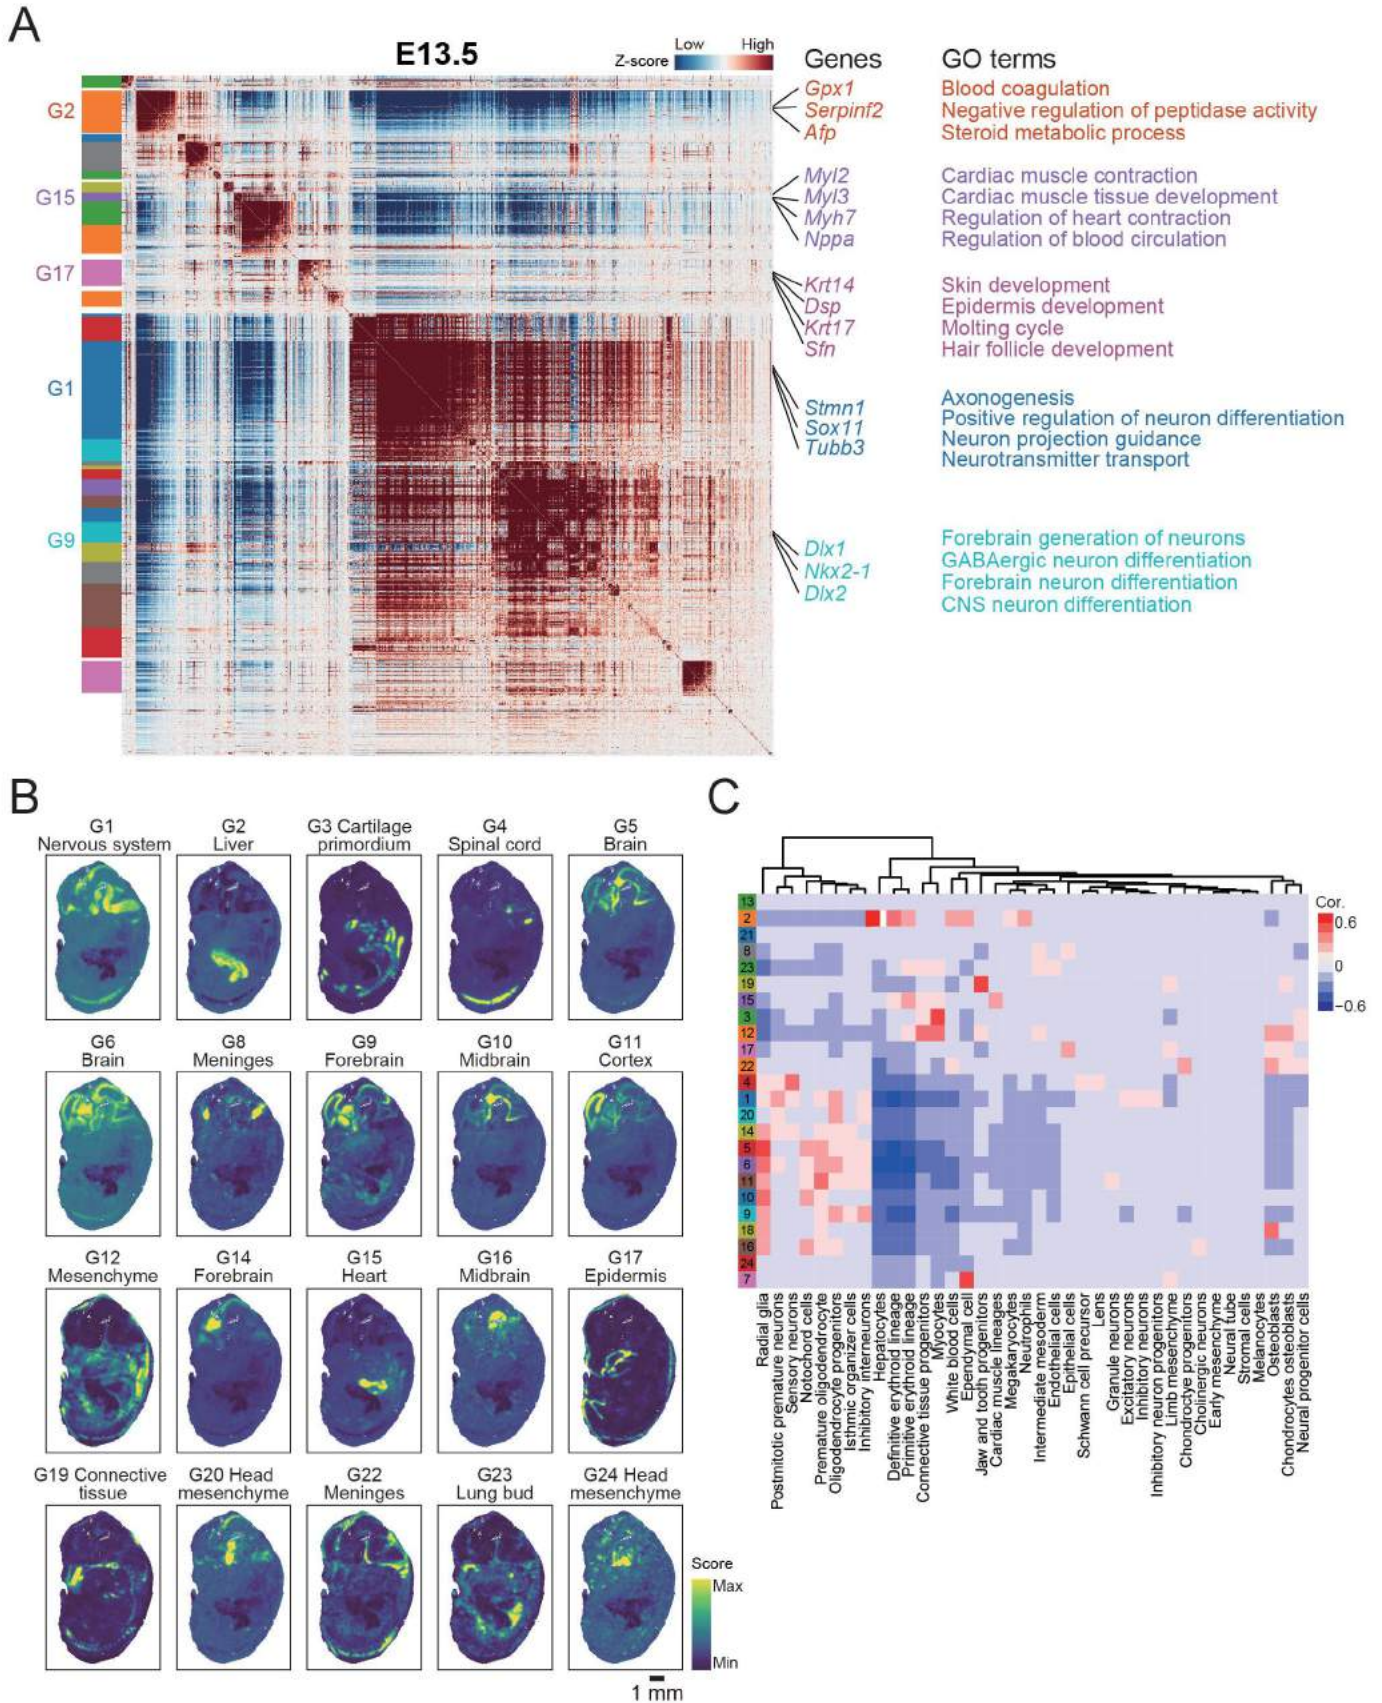 A
E13.5
Low High
Z-score
Genes GO terms
G2
Gpx1 Blood coagulation
Serpinf2 Negative regulation of peptidase activity
Afp Steroid metabolic process
G15
Myl2 Cardiac muscle contraction
Myl3 Cardiac muscle tissue development
Myh7 Regulation of heart contraction
Nppa Regulation of blood circulation
G17
Krt14 Skin development
Dsp Epidermis development
Krt17 Molting cycle
Sfn Hair follicle development
G1
Stmn1 Axonogenesis
Sox11 Positive regulation of neuron differentiation
Tubb3 Neuron projection guidance
Neurotransmitter transport
G9
Dlx1 Forebrain generation of neurons
Nkx2-1 GABAergic neuron differentiation
Dlx2 Forebrain neuron differentiation
CNS neuron differentiation
B
G1 Nervous system
G2 Liver
G3 Cartilage primordium
G4 Spinal cord
G5 Brain
G6 Brain
G8 Meninges
G9 Forebrain
G10 Midbrain
G11 Cortex
G12 Mesenchyme
G14 Forebrain
G15 Heart
G16 Midbrain
G17 Epidermis
G19 Connective tissue
G20 Head mesenchyme
G22 Meninges
G23 Lung bud
G24 Head mesenchyme
Score
Max
Min
1 mm
C
Cor.
0.6
0
−0.6
13
2
21
8
23
19
15
3
12
17
22
4
1
20
14
5
6
11
10
9
18
16
24
7
Radial glia
Postmitotic premature neurons
Sensory neurons
Notochord cells
Premature oligodendrocyte
Oligodendrocyte progenitors
Isthmic organizer cells
Inhibitory interneurons
Hepatocytes
Definitive erythroid lineage
Primitive erythroid lineage
Connective tissue progenitors
Myocytes
White blood cells
Ependymal cell
Jaw and tooth progenitors
Cardiac muscle lineages
Megakaryocytes
Neutrophils
Intermediate mesoderm
Endothelial cells
Epithelial cells
Schwann cell precursor
Lens
Granule neurons
Excitatory neurons
Inhibitory neurons
Inhibitory neuron progenitors
Limb mesenchyme
Chondrctye progenitors
Cholinergic neurons
Early mesenchyme
Neural tube
Stromal cells
Melanocytes
Osteoblasts
Chondrocytes osteoblasts
Neural progenitor cells